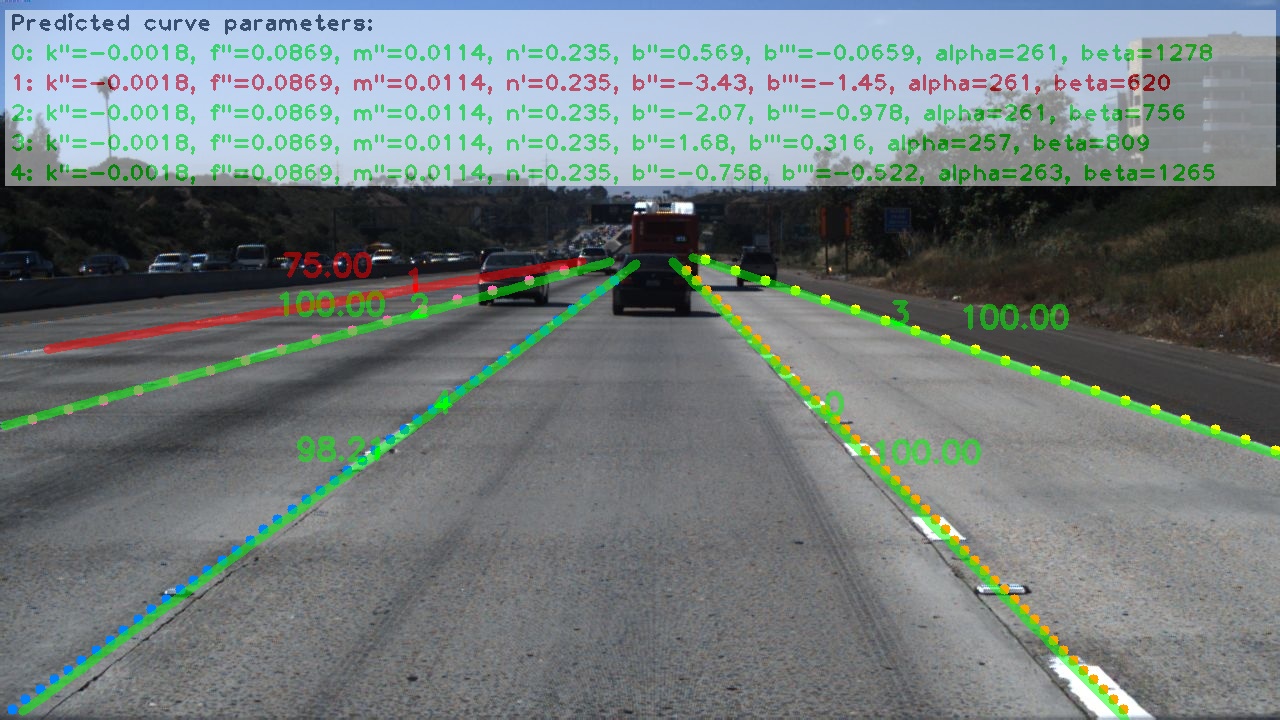 Predicted curve parameters:
0: k"=-0.0018, f"=0.0869, m"=0.0114, n'=0.235, b"=0.569, b'''=-0.0659, alpha=261, beta=1278
1: k"=-0.0018, f"=0.0869, m"=0.0114, n'=0.235, b"=-3.43, b'''=-1.45, alpha=261, beta=620
2: k"=-0.0018, f"=0.0869, m"=0.0114, n'=0.235, b"=-2.07, b'''=-0.978, alpha=261, beta=756
3: k"=-0.0018, f"=0.0869, m"=0.0114, n'=0.235, b"=1.68, b'''=0.316, alpha=257, beta=809
4: k"=-0.0018, f"=0.0869, m"=0.0114, n'=0.235, b"=-0.758, b'''=-0.522, alpha=263, beta=1265
75.00 1
100.00 2
3 100.00
4
0
98.21
100.00